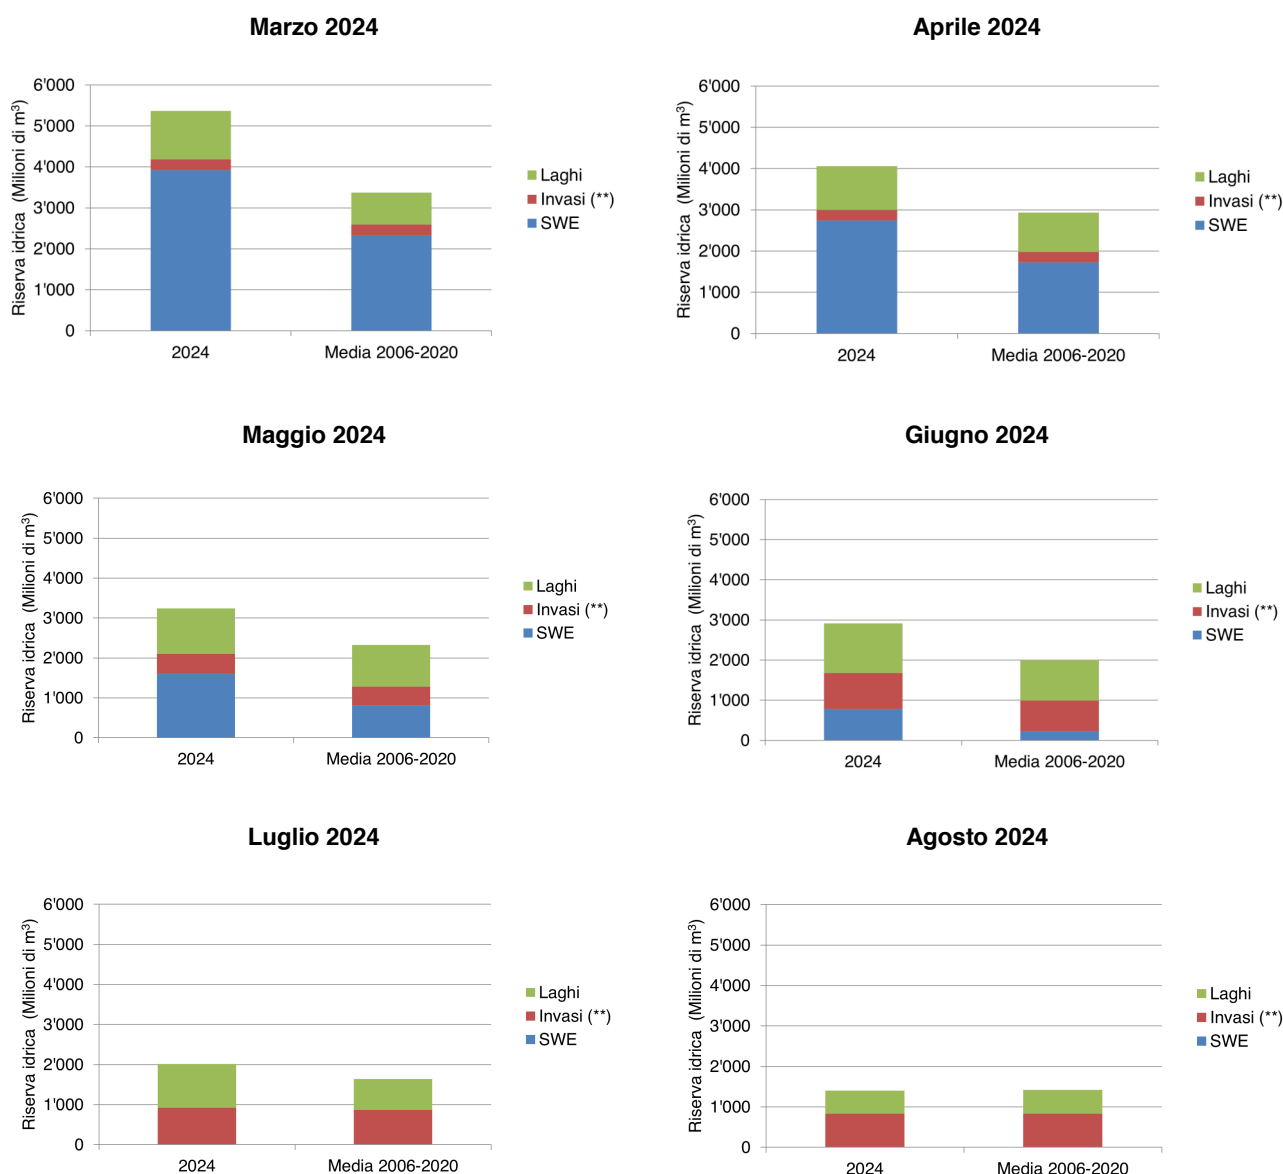 Marzo 2024
Riserva idrica (Milioni di m³)
6'000
5'000
4'000
3'000
2'000
1'000
0
2024
Media 2006-2020
Laghi
Invasi (**)
SWE
Aprile 2024
Riserva idrica (Milioni di m³)
6'000
5'000
4'000
3'000
2'000
1'000
0
2024
Media 2006-2020
Laghi
Invasi (**)
SWE
Maggio 2024
Riserva idrica (Milioni di m³)
6'000
5'000
4'000
3'000
2'000
1'000
0
2024
Media 2006-2020
Laghi
Invasi (**)
SWE
Giugno 2024
Riserva idrica (Milioni di m³)
6'000
5'000
4'000
3'000
2'000
1'000
0
2024
Media 2006-2020
Laghi
Invasi (**)
SWE
Luglio 2024
Riserva idrica (Milioni di m³)
6'000
5'000
4'000
3'000
2'000
1'000
0
2024
Media 2006-2020
Laghi
Invasi (**)
SWE
Agosto 2024
Riserva idrica (Milioni di m³)
6'000
5'000
4'000
3'000
2'000
1'000
0
2024
Media 2006-2020
Laghi
Invasi (**)
SWE